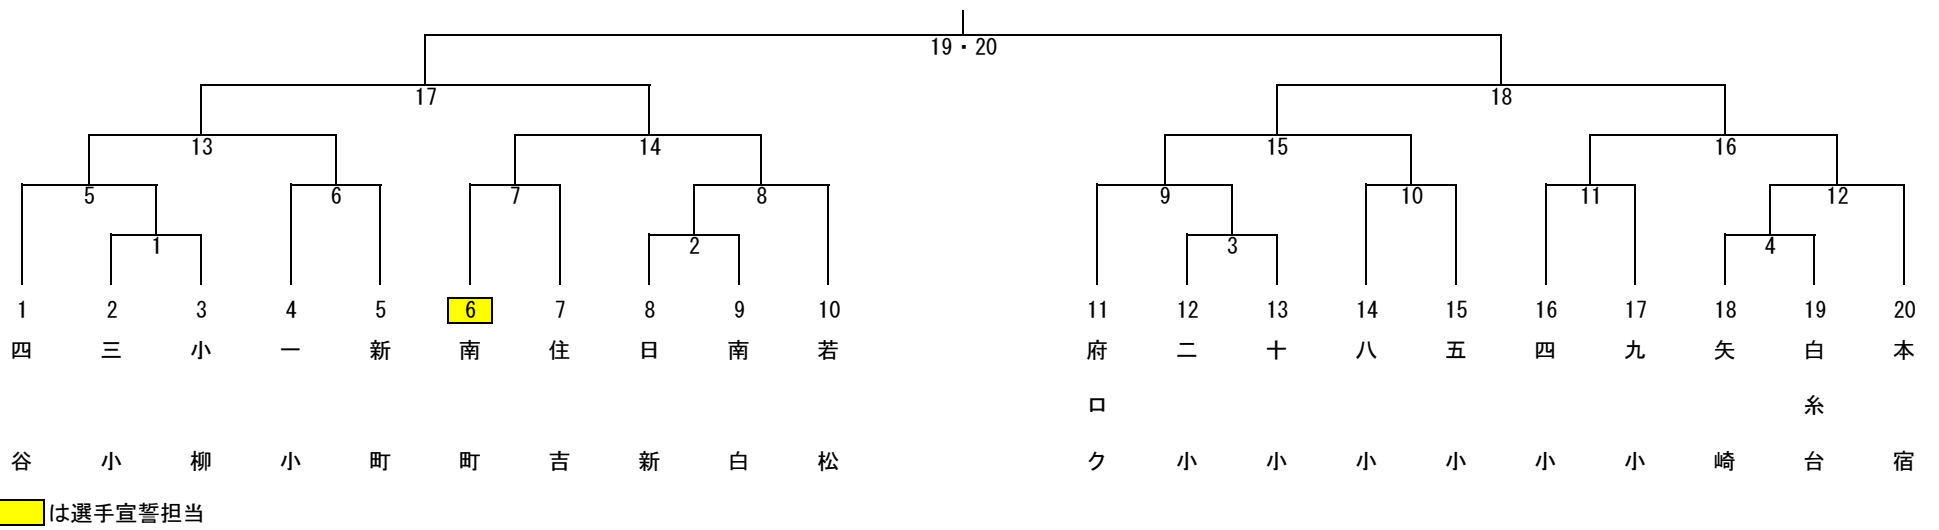 19・20
17 18
13 14 15 16
5 6 7 8 9 10 11 12
1 2 3 4
1 2 3 4 5 6 7 8 9 10 11 12 13 14 15 16 17 18 19 20
四谷
三小
小柳
一小
新町
南町
住吉
日新
南白
若松
府ロク
二小
十小
八小
五小
四小
九小
矢崎
白糸台
本宿
は選手宣誓担当